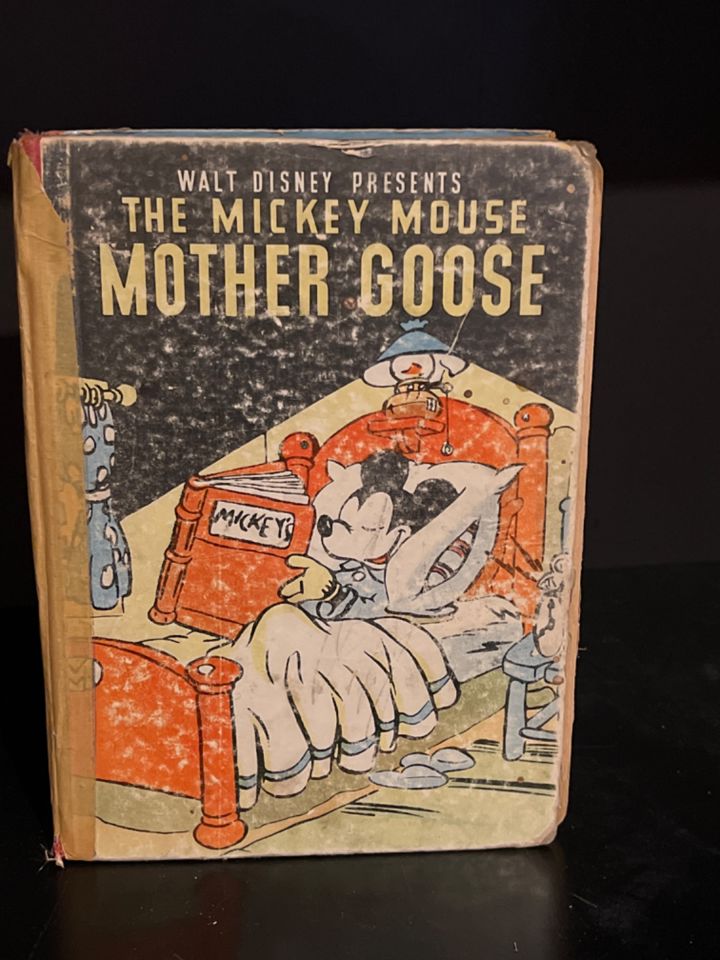 WALT DISNEY PRESENTS
THE MICKEY MOUSE
MOTHER GOOSE
MICKEY'S